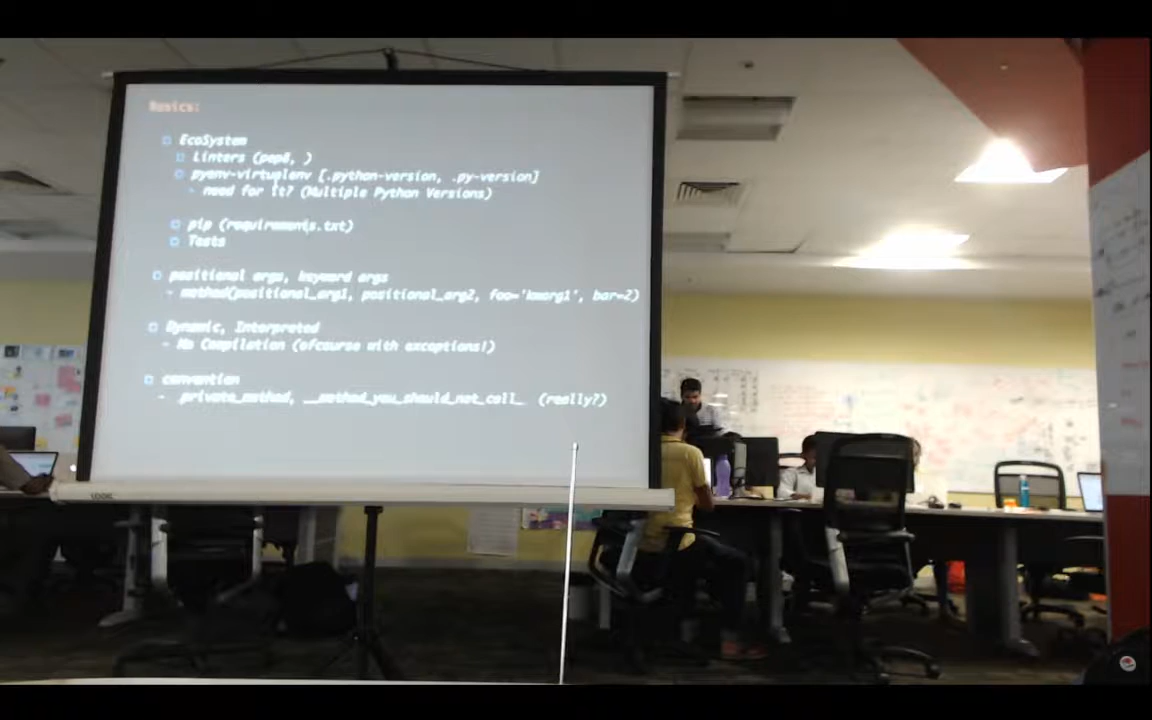 Basics:
EcoSystem
Linters (pep8, )
pyenv-virtualenv [.python-version, .py-version]
- need for it? (Multiple Python Versions)
pip (requirements.txt)
Tests
positional args, keyword args
- method(positional_arg1, positional_arg2, foo='kwarg1', bar=2)
Dynamic, Interpreted
- No Compilation (ofcourse with exceptions!)
convention
- _private_method, __method_you_should_not_call_ (really?)
LOGIC